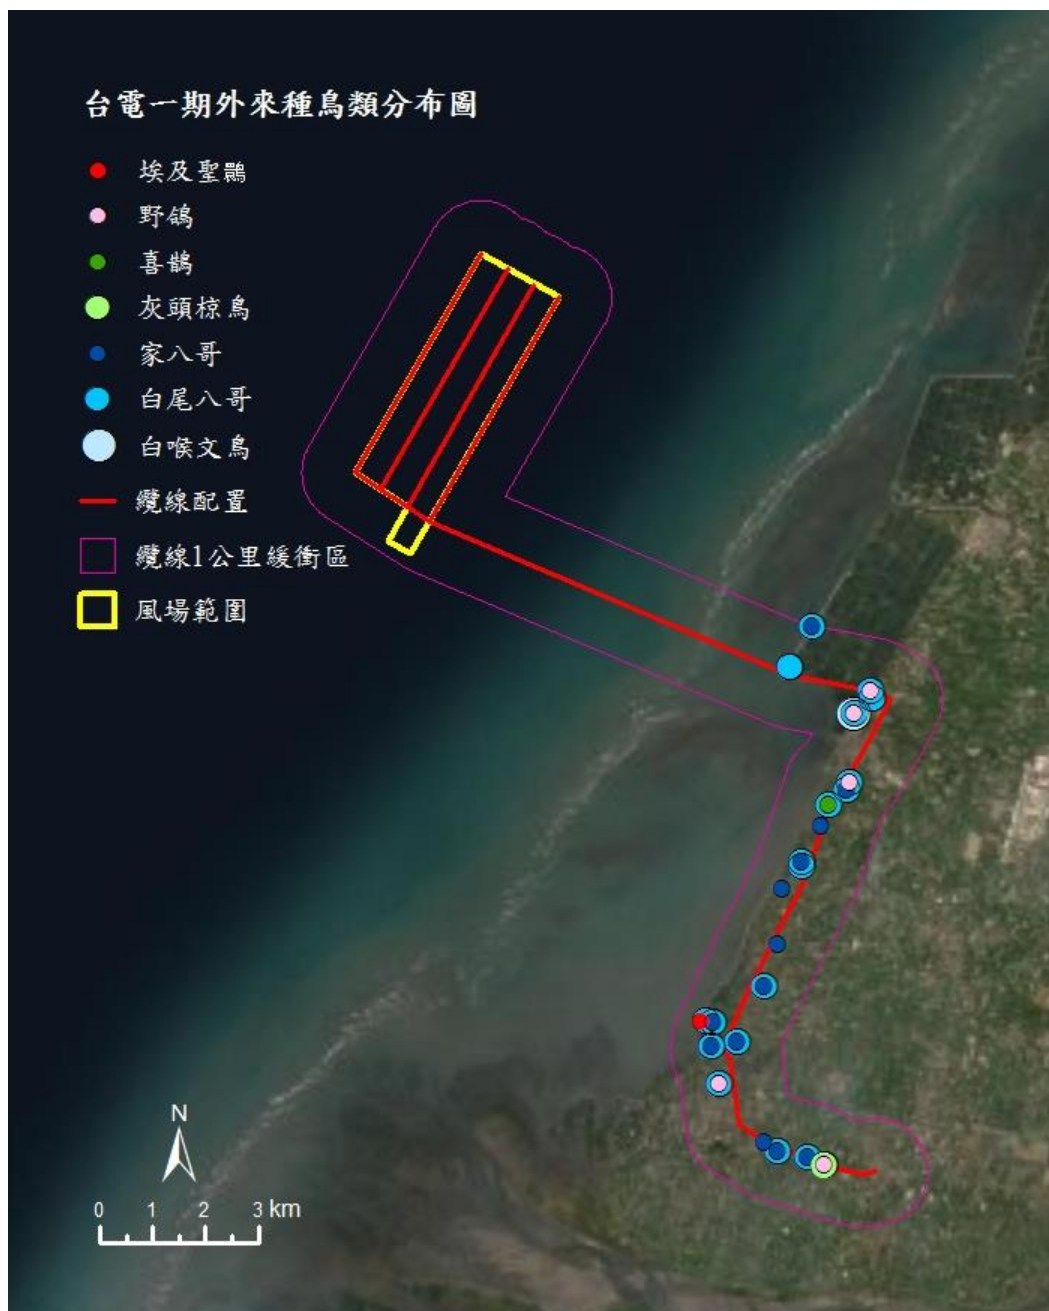 台電一期外來種鳥類分布圖
埃及聖䴉
野鴿
喜鵲
灰頭椋鳥
家八哥
白尾八哥
白喉文鳥
纜線配置
纜線1公里緩衝區
風場範圍
N
0 1 2 3 km